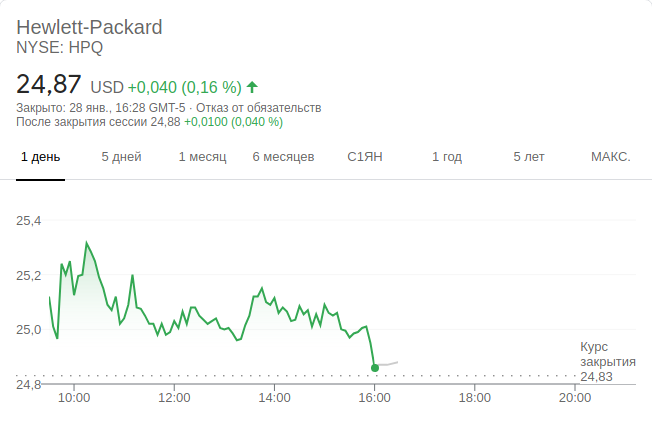 Hewlett-Packard
NYSE: HPQ
24,87 USD +0,040 (0,16 %)
Закрыто: 28 янв., 16:28 GMT-5 · Отказ от обязательств
После закрытия сессии 24,88 +0,0100 (0,040 %)
1 день 5 дней 1 месяц 6 месяцев С1ЯН 1 год 5 лет МАКС.
25,4
25,2
25,0
Курс
закрытия
24,83
24,8
10:00 12:00 14:00 16:00 18:00 20:00